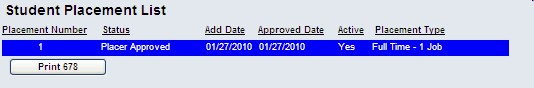 Student Placement List
Placement Number Status Add Date Approved Date Active Placement Type
1 Placer Approved 01/27/2010 01/27/2010 Yes Full Time - 1 Job
Print 678